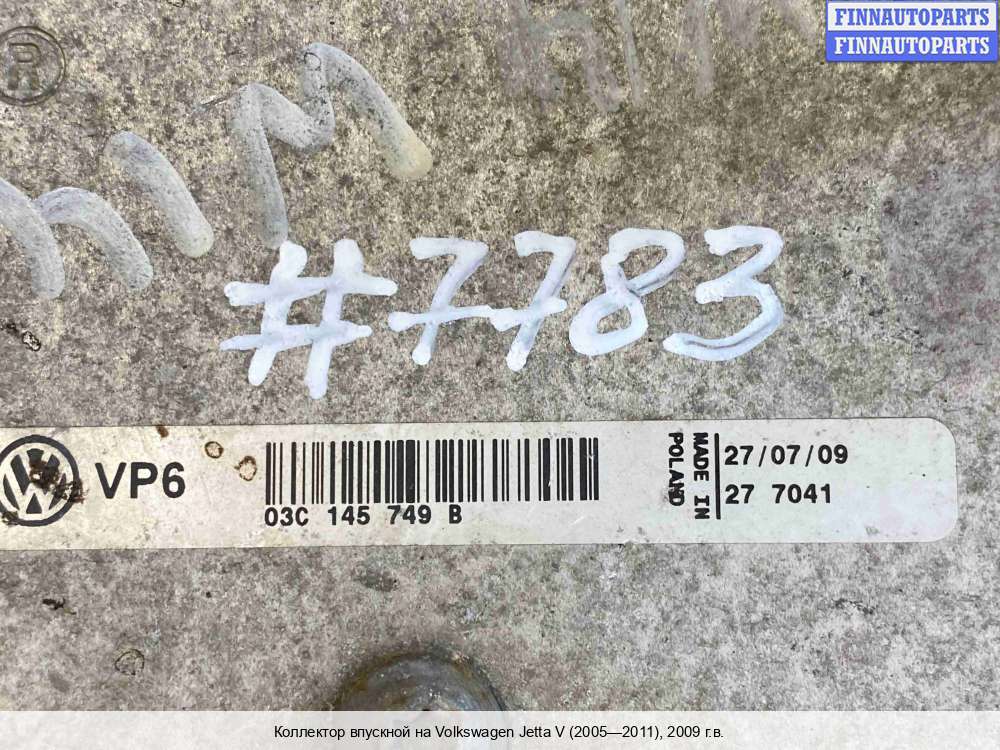 FINNAUTOPARTS
FINNAUTOPARTS
R
#7783
VP6
03C 145 749 B
MADE IN
POLAND
27/07/09
27 7041
Коллектор впускной на Volkswagen Jetta V (2005—2011), 2009 г.в.